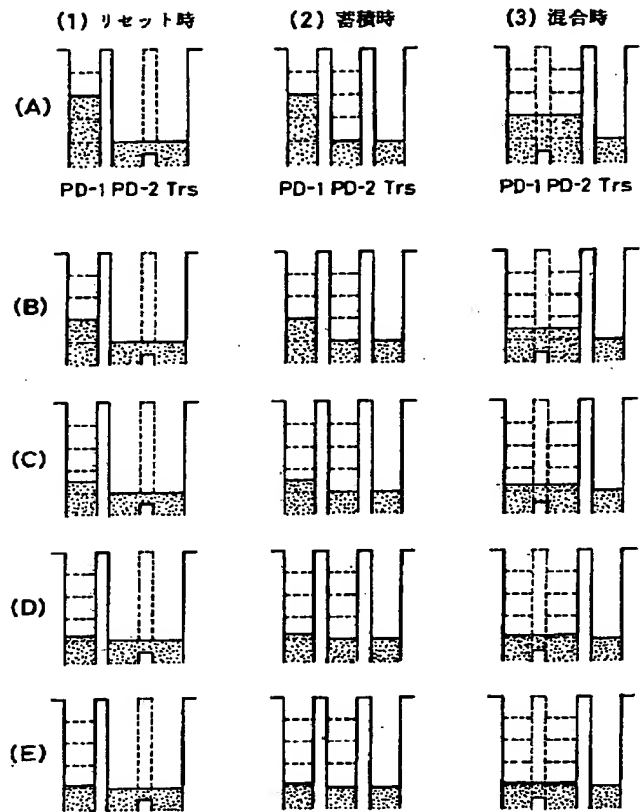 (1) リセット時 (2) 蓄積時 (3) 混合時
(A)
PD-1 PD-2 Trs PD-1 PD-2 Trs PD-1 PD-2 Trs
(B)
(C)
(D)
(E)